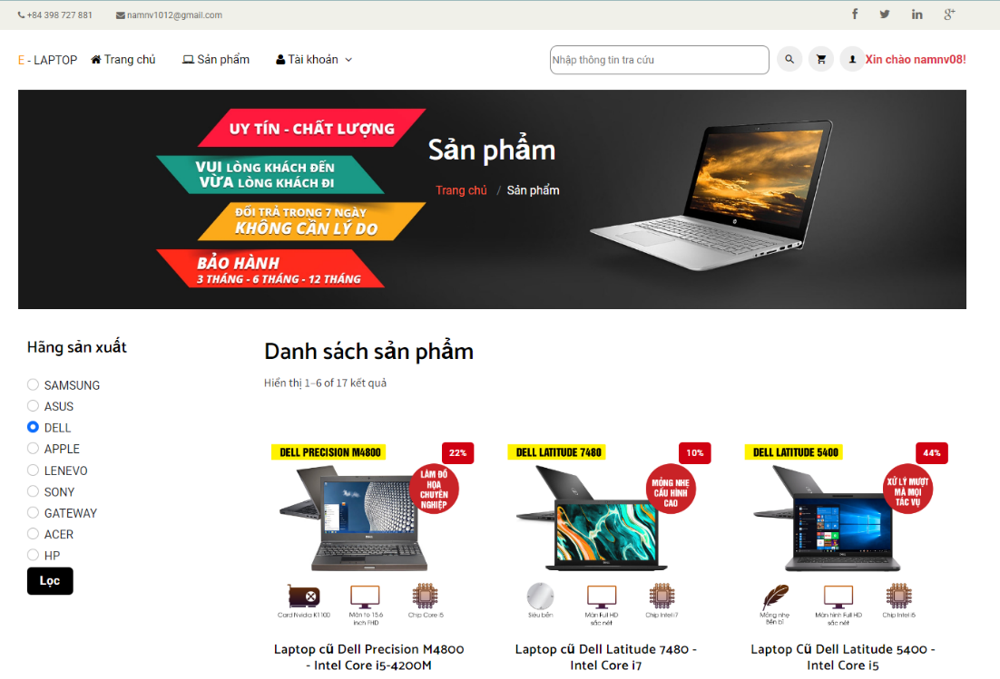 +84 398 727 881
namnv1012@gmail.com
E - LAPTOP
Trang chủ
Sản phẩm
Tài khoản
Nhập thông tin tra cứu
Xin chào namnv08!
UY TÍN - CHẤT LƯỢNG
VUI LÒNG KHÁCH ĐẾN
VỪA LÒNG KHÁCH ĐI
ĐỔI TRẢ TRONG 7 NGÀY
KHÔNG CẦN LÝ DO
BẢO HÀNH
3 THÁNG - 6 THÁNG - 12 THÁNG
Sản phẩm
Trang chủ / Sản phẩm
Hãng sản xuất
SAMSUNG
ASUS
DELL
APPLE
LENEVO
SONY
GATEWAY
ACER
HP
Lọc
Danh sách sản phẩm
Hiển thị 1–6 of 17 kết quả
DELL PRECISION M4800
22%
LÀM ĐỒ
HỌA
CHUYÊN
NGHIỆP
Card Nvidia K1100
Màn to 15.6
inch FHD
Chip Core i5
Laptop cũ Dell Precision M4800
- Intel Core i5-4200M
DELL LATITUDE 7480
10%
MỎNG NHẸ
CẤU HÌNH
CAO
Siêu bền
Màn Full HD
sắc nét
Chip Intel i7
Laptop cũ Dell Latitude 7480 -
Intel Core i7
DELL LATITUDE 5400
44%
XỬ LÝ MƯỢT
MÀ MỌI
TÁC VỤ
Mỏng nhẹ
Bền bỉ
Màn hình Full HD
sắc nét
Chip Intel i5
Laptop Cũ Dell Latitude 5400 -
Intel Core i5